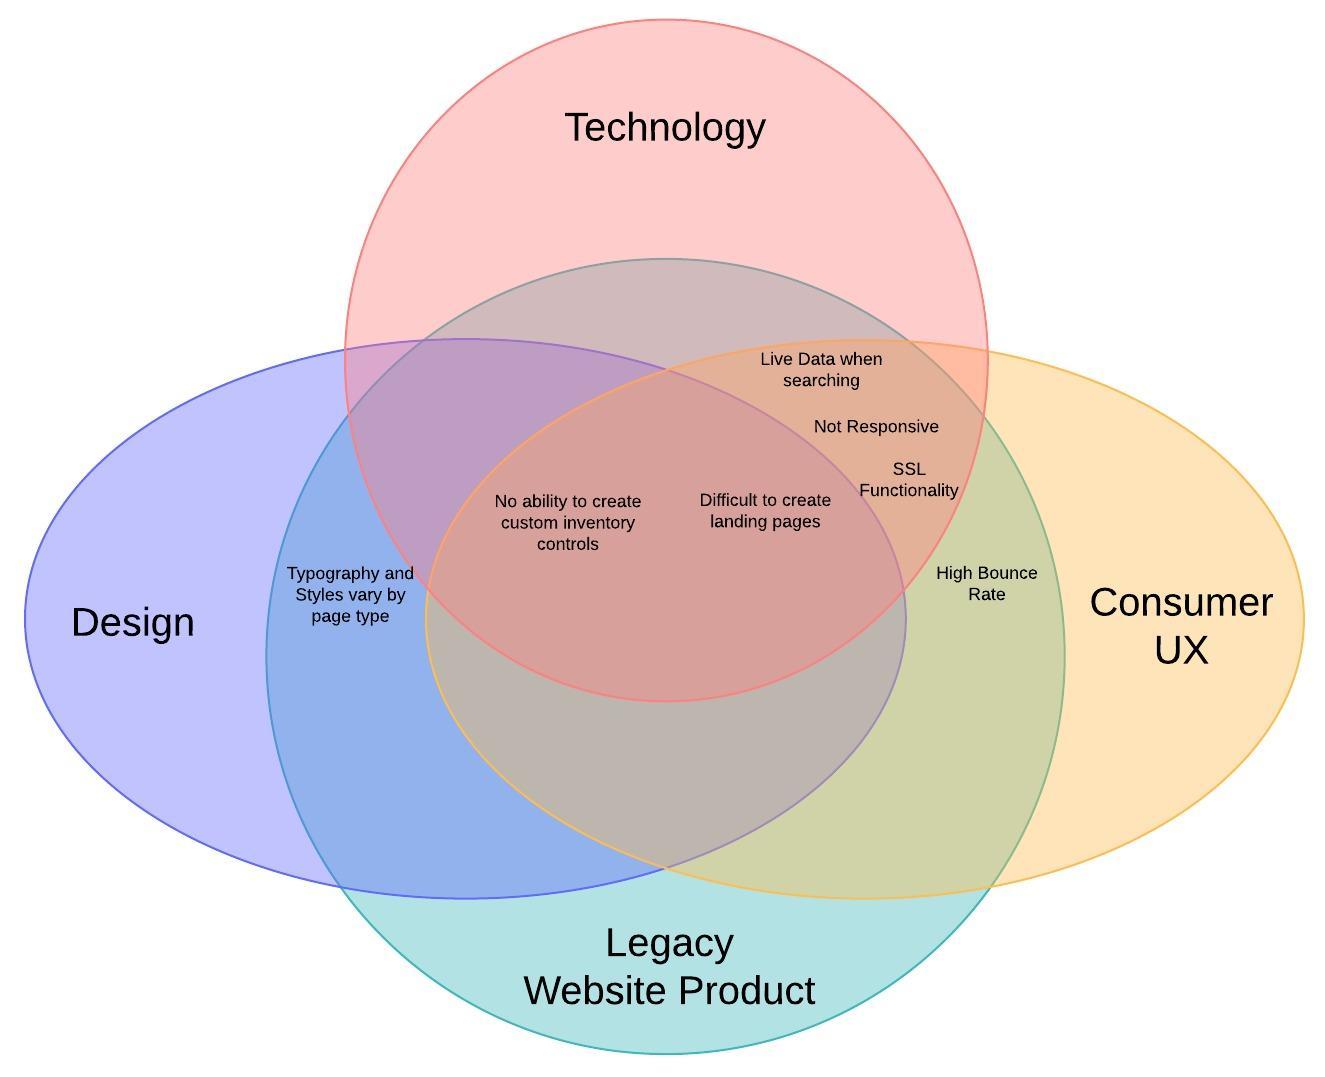 Technology
Live Data when
searching
Not Responsive
SSL
Functionality
No ability to create
custom inventory
controls
Difficult to create
landing pages
Typography and
Styles vary by
page type
High Bounce
Rate
Design
Consumer
UX
Legacy
Website Product